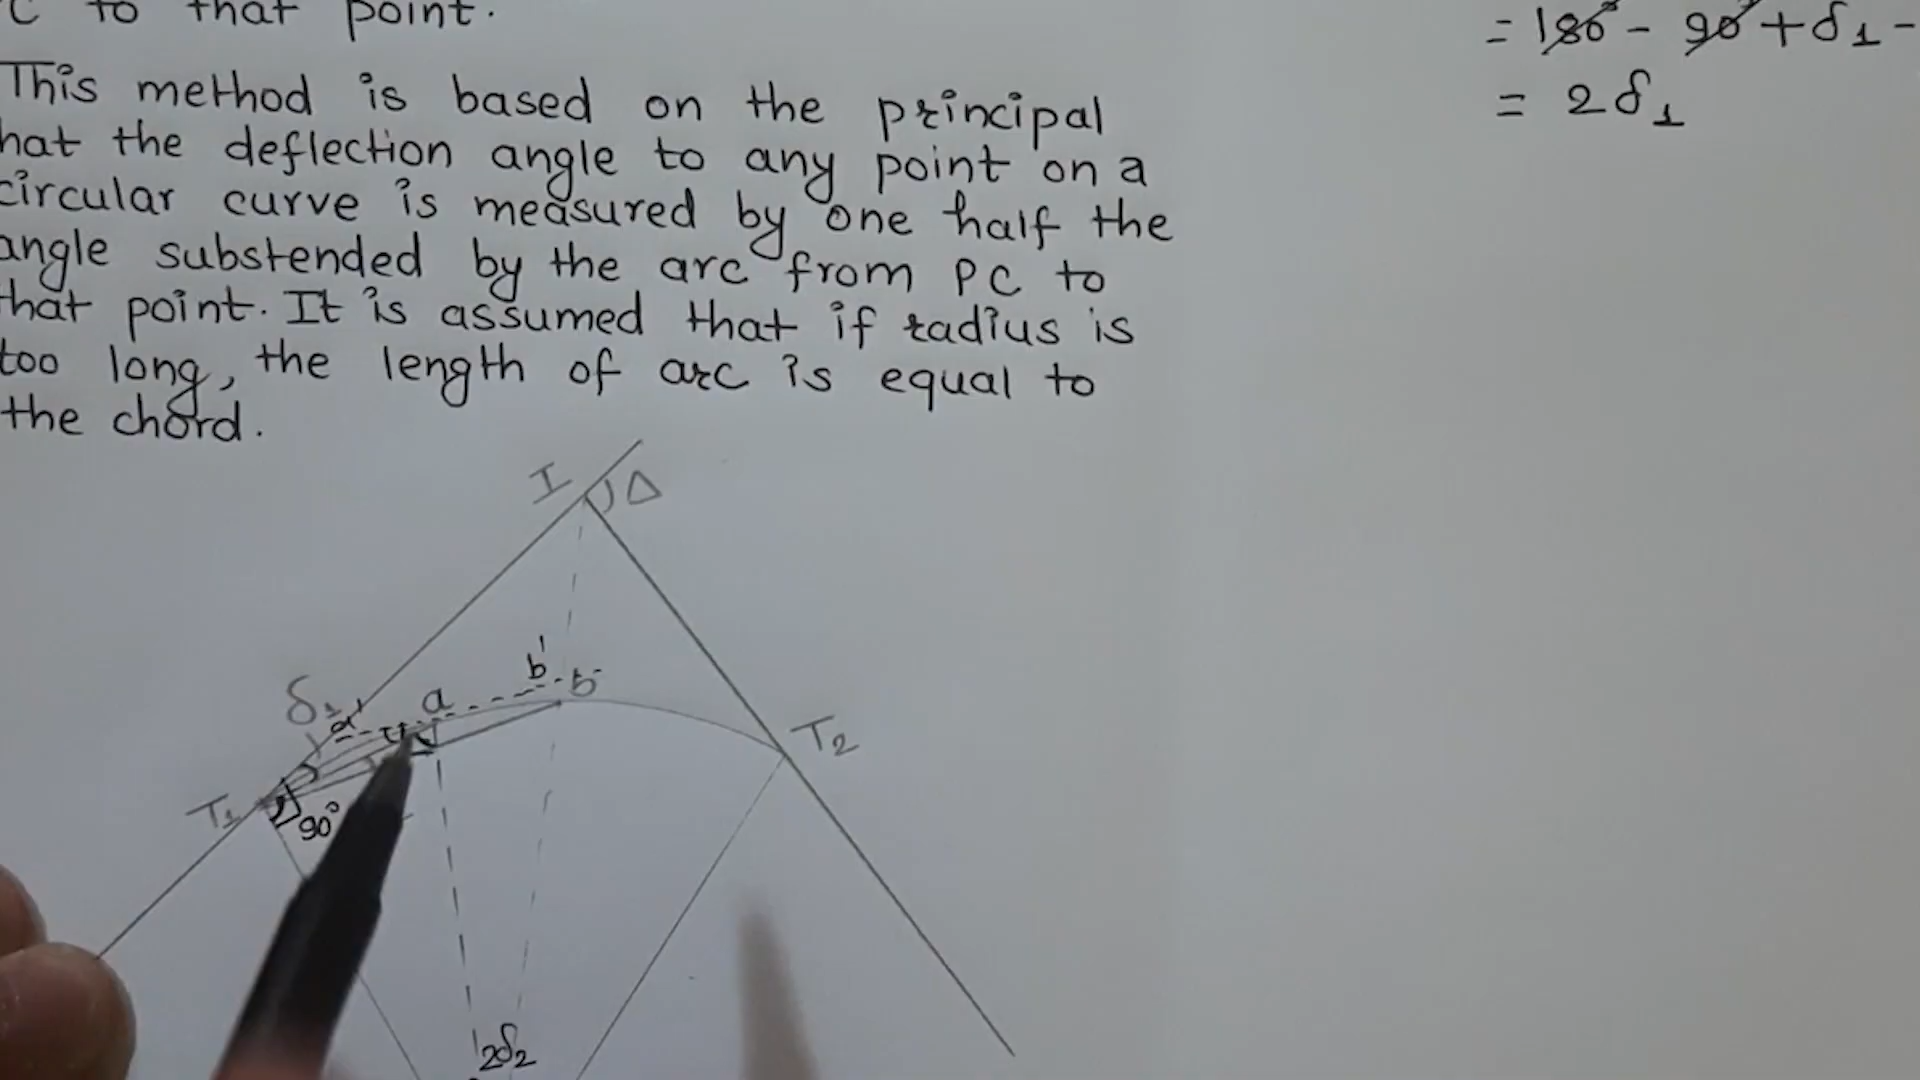 C to that point.
This method is based on the principal
hat the deflection angle to any point on a
circular curve is measured by one half the
angle substended by the arc from PC to
that point. It is assumed that if radius is
too long, the length of arc is equal to
the chord.
= 180° - 90° + δ1 -
= 2δ1
I Δ
b' b
δ1 a' a
T2
T1 90°
2δ2